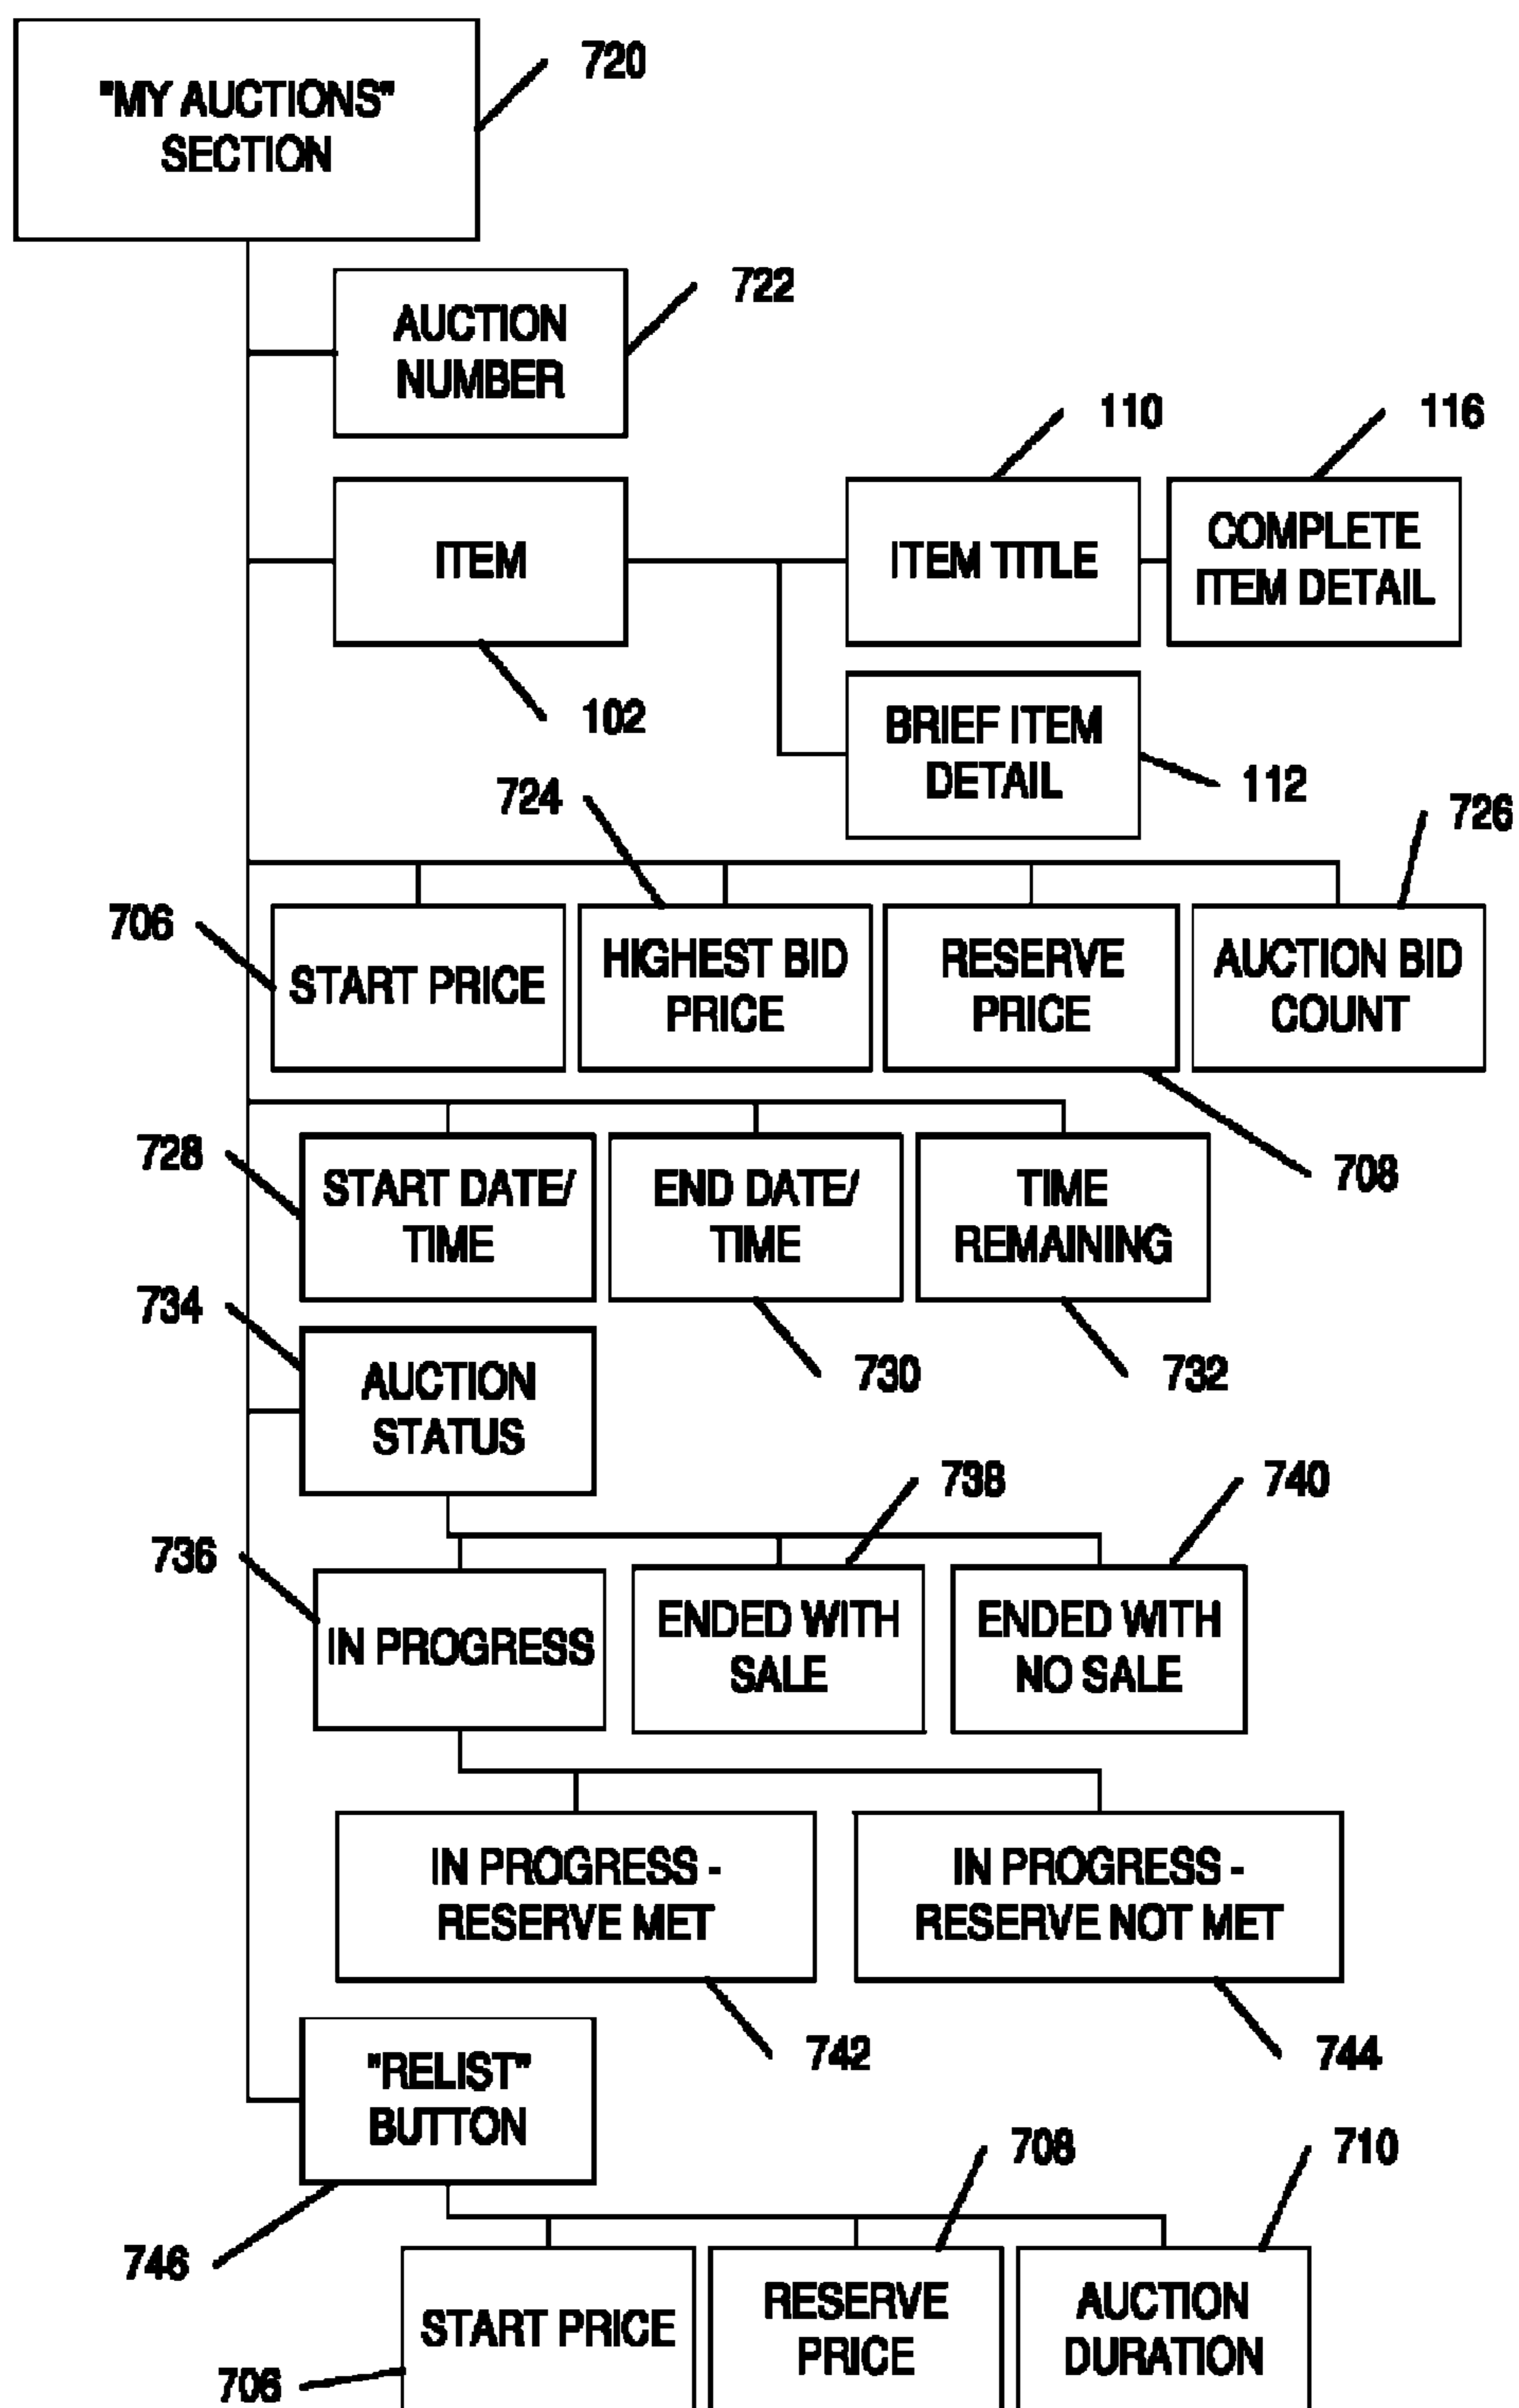 "MY AUCTIONS"
SECTION
720
AUCTION
NUMBER
722
110
116
ITEM
ITEM TITLE
COMPLETE
ITEM DETAIL
102
BRIEF ITEM
DETAIL
112
724
726
706
START PRICE
HIGHEST BID
PRICE
RESERVE
PRICE
AUCTION BID
COUNT
708
728
START DATE/
TIME
END DATE/
TIME
TIME
REMAINING
730
732
734
AUCTION
STATUS
738
740
736
IN PROGRESS
ENDED WITH
SALE
ENDED WITH
NO SALE
IN PROGRESS -
RESERVE MET
IN PROGRESS -
RESERVE NOT MET
742
744
"RELIST"
BUTTON
746
708
710
START PRICE
RESERVE
PRICE
AUCTION
DURATION
706